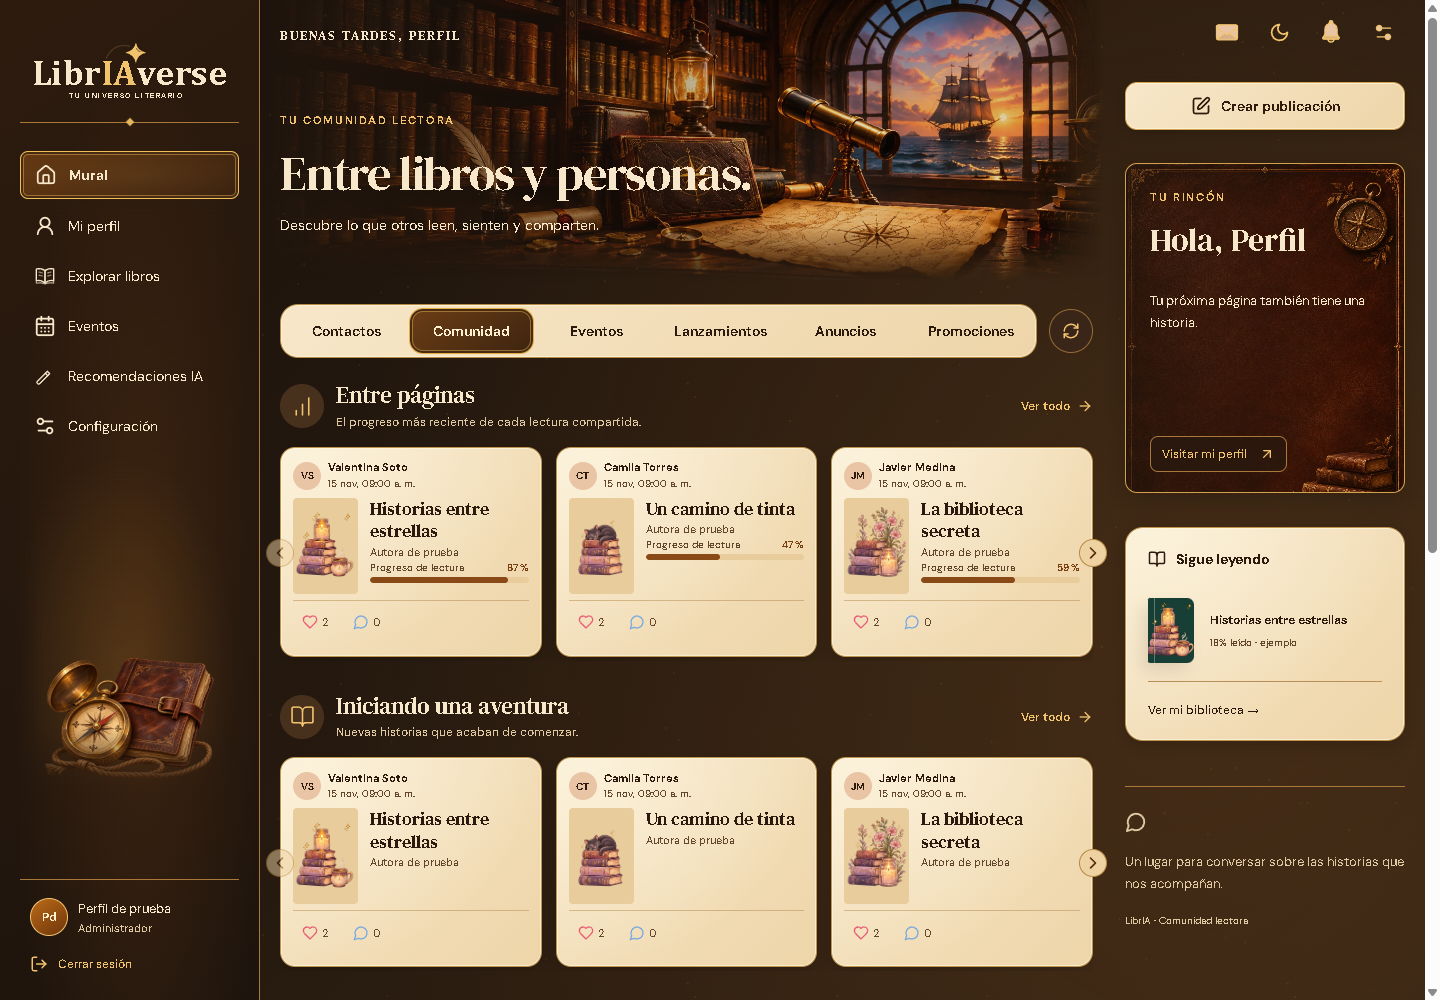 LibrIAverse
TU UNIVERSO LITERARIO
Mural
Mi perfil
Explorar libros
Eventos
Recomendaciones IA
Configuración
Pd
Perfil de prueba
Administrador
Cerrar sesión
BUENAS TARDES, PERFIL
TU COMUNIDAD LECTORA
Entre libros y personas.
Descubre lo que otros leen, sienten y comparten.
Contactos
Comunidad
Eventos
Lanzamientos
Anuncios
Promociones
Entre páginas
El progreso más reciente de cada lectura compartida.
Ver todo →
VS
Valentina Soto
15 nov, 09:00 a. m.
Historias entre
estrellas
Autora de prueba
Progreso de lectura 87 %
2 0
CT
Camila Torres
15 nov, 09:00 a. m.
Un camino de tinta
Autora de prueba
Progreso de lectura 47 %
2 0
JM
Javier Medina
15 nov, 09:00 a. m.
La biblioteca
secreta
Autora de prueba
Progreso de lectura 59 %
2 0
Iniciando una aventura
Nuevas historias que acaban de comenzar.
Ver todo →
VS
Valentina Soto
15 nov, 09:00 a. m.
Historias entre
estrellas
Autora de prueba
2 0
CT
Camila Torres
15 nov, 09:00 a. m.
Un camino de tinta
Autora de prueba
2 0
JM
Javier Medina
15 nov, 09:00 a. m.
La biblioteca
secreta
Autora de prueba
2 0
Crear publicación
TU RINCÓN
Hola, Perfil
Tu próxima página también tiene una
historia.
Visitar mi perfil
Sigue leyendo
Historias entre estrellas
18% leído · ejemplo
Ver mi biblioteca →
Un lugar para conversar sobre las historias que
nos acompañan.
LibrIA · Comunidad lectora